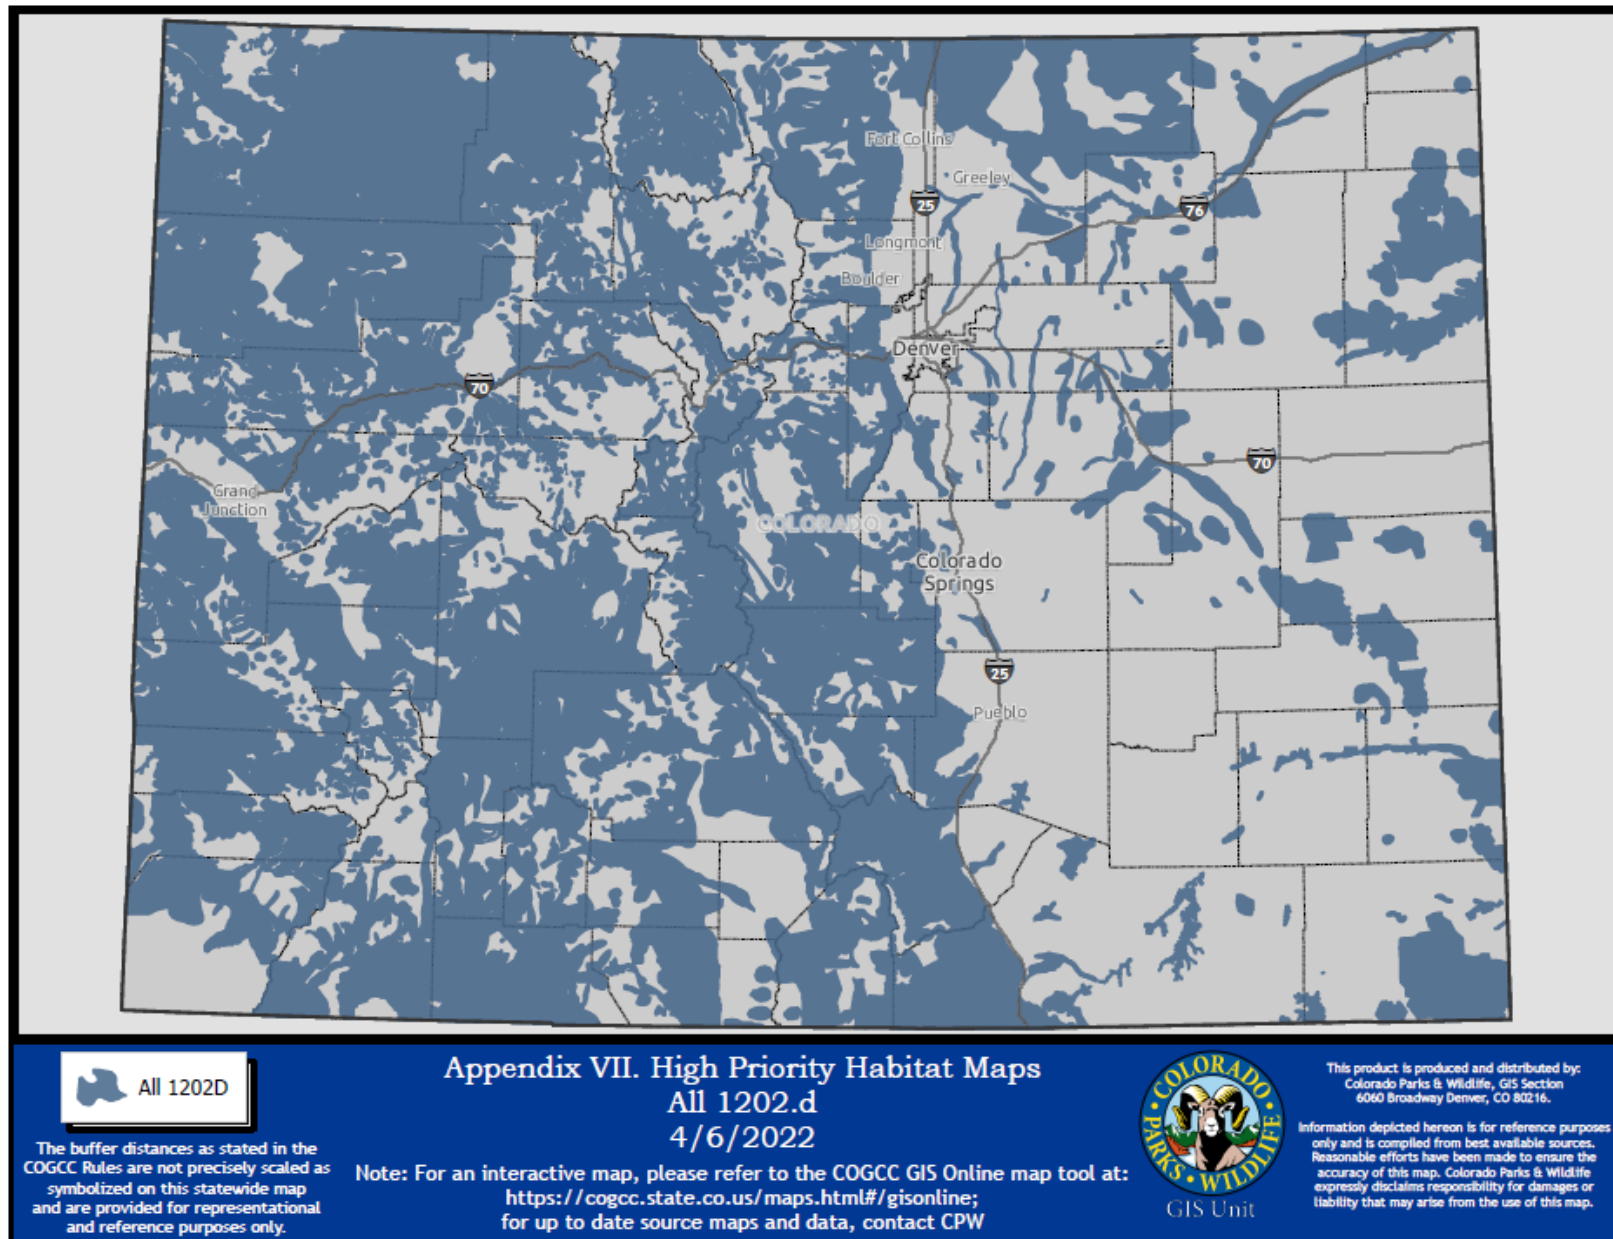 Fort Collins
Greeley
25
76
Longmont
Boulder
Denver
70
70
Grand
Junction
COLORADO
Colorado
Springs
25
Pueblo
All 1202D
The buffer distances as stated in the
COGCC Rules are not precisely scaled as
symbolized on this statewide map
and are provided for representational
and reference purposes only.
Appendix VII. High Priority Habitat Maps
All 1202.d
4/6/2022
Note: For an interactive map, please refer to the COGCC GIS Online map tool at:
https://cogcc.state.co.us/maps.html#/gisonline;
for up to date source maps and data, contact CPW
COLORADO
PARKS • WILDLIFE
GIS Unit
This product is produced and distributed by:
Colorado Parks & Wildlife, GIS Section
6060 Broadway Denver, CO 80216.
Information depicted hereon is for reference purposes
only and is compiled from best available sources.
Reasonable efforts have been made to ensure the
accuracy of this map. Colorado Parks & Wildlife
expressly disclaims responsibility for damages or
liability that may arise from the use of this map.